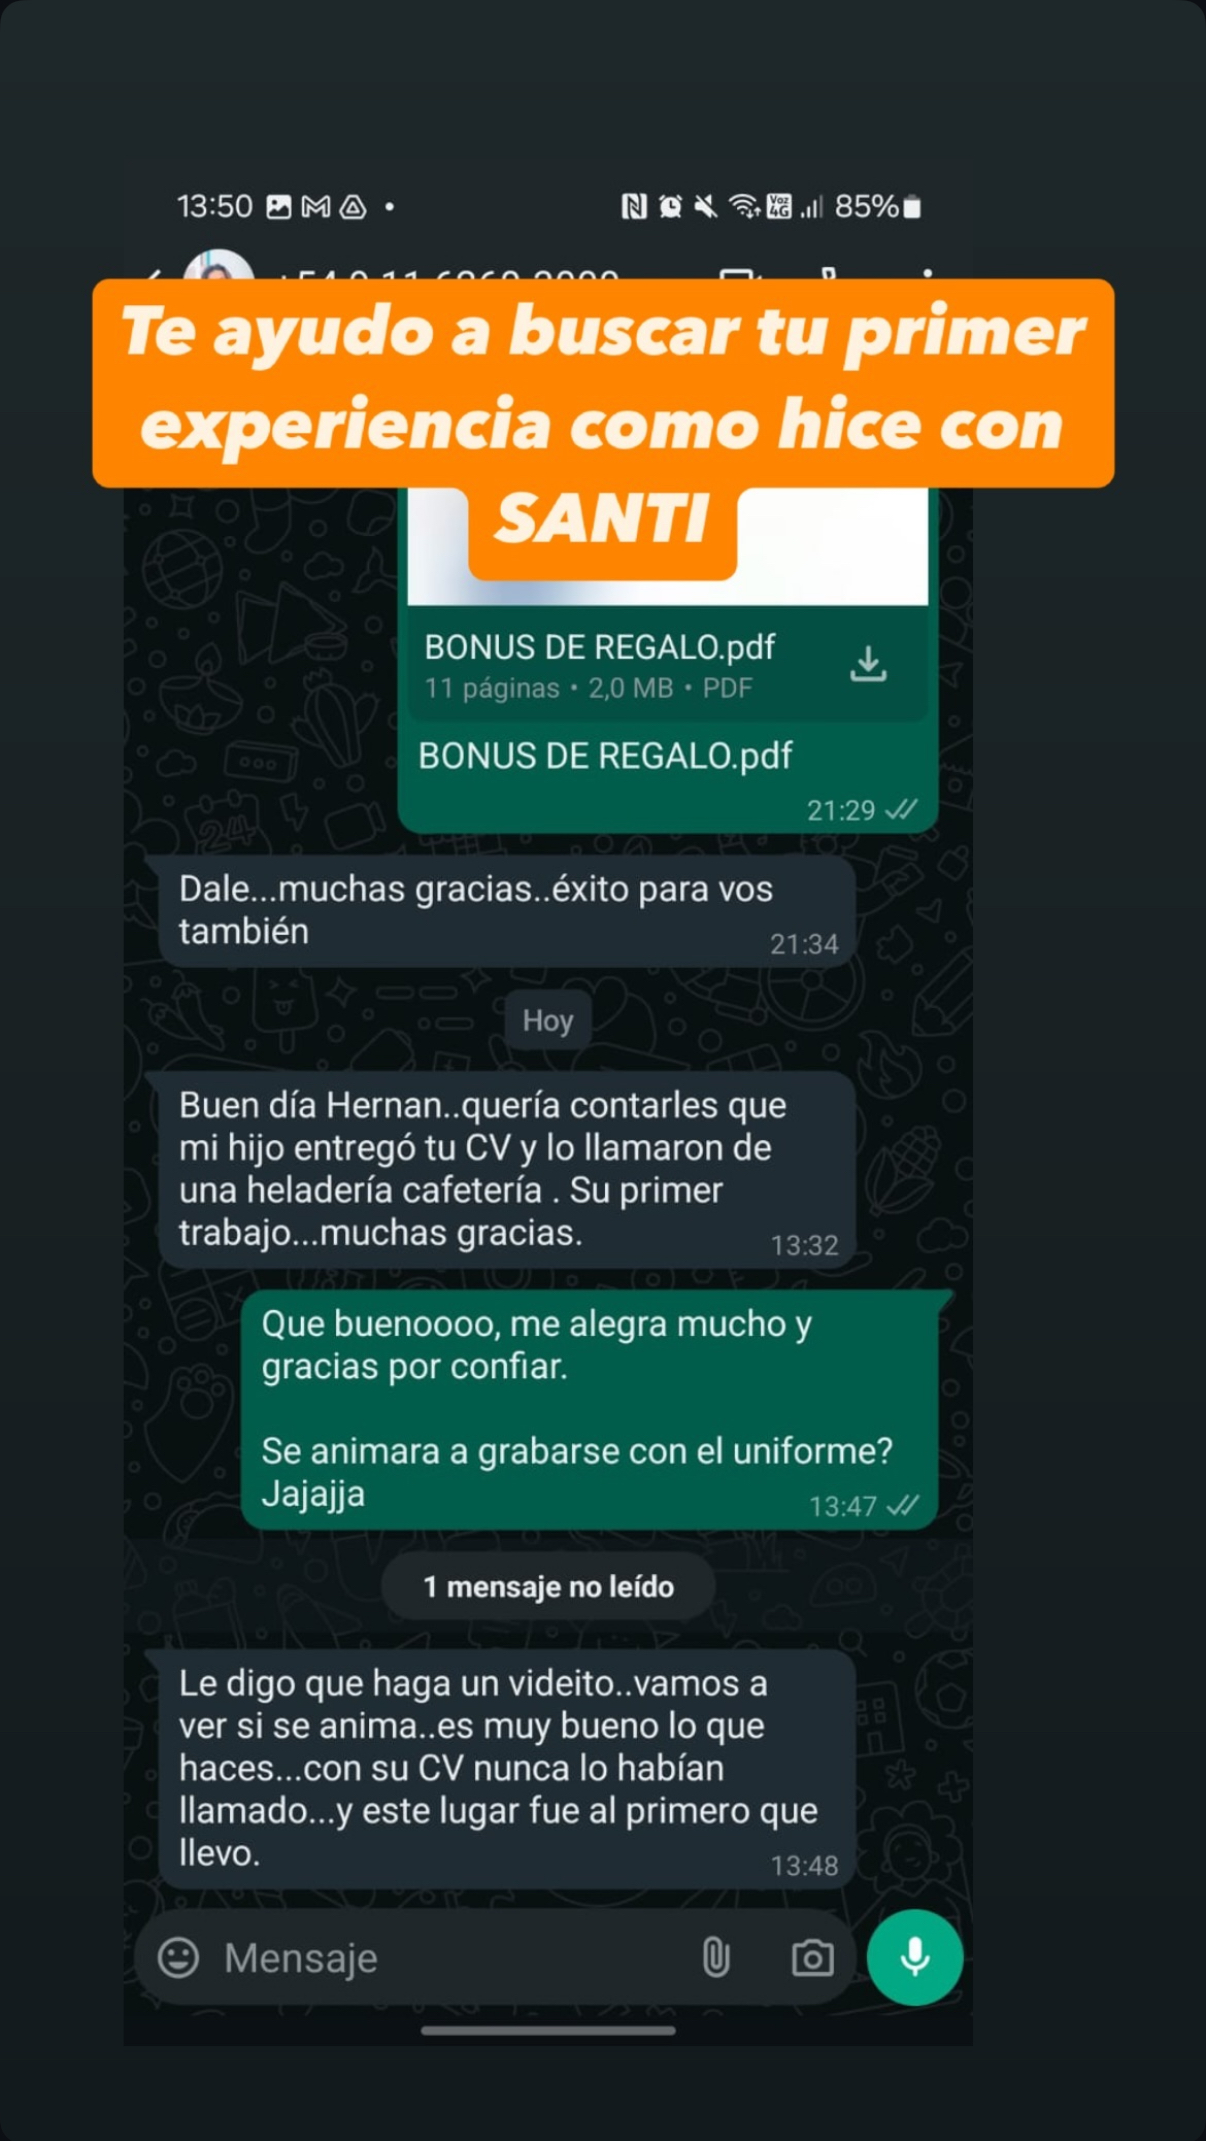 13:50
85%
Te ayudo a buscar tu primer
experiencia como hice con
SANTI
BONUS DE REGALO.pdf
11 páginas • 2,0 MB • PDF
BONUS DE REGALO.pdf
21:29
Dale...muchas gracias..éxito para vos
también
21:34
Hoy
Buen día Hernan..quería contarles que
mi hijo entregó tu CV y lo llamaron de
una heladería cafetería . Su primer
trabajo...muchas gracias.
13:32
Que buenoooo, me alegra mucho y
gracias por confiar.
Se animara a grabarse con el uniforme?
Jajajja
13:47
1 mensaje no leído
Le digo que haga un videito..vamos a
ver si se anima..es muy bueno lo que
haces...con su CV nunca lo habían
llamado...y este lugar fue al primero que
llevo.
13:48
Mensaje